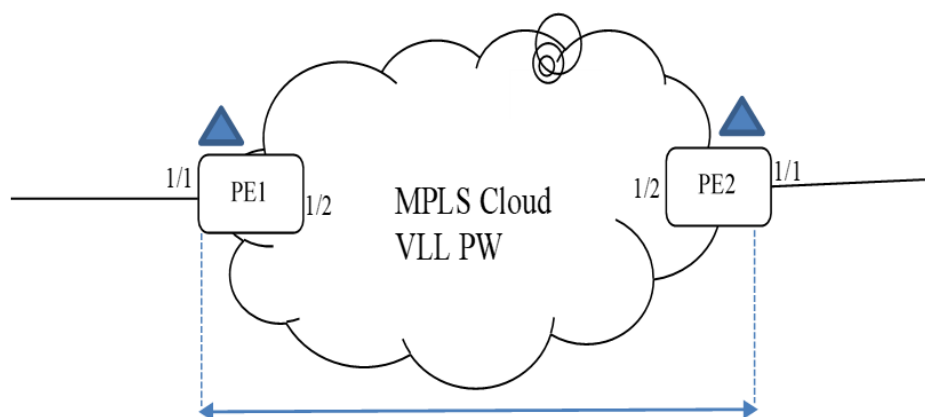 1/1
PE1
1/2
MPLS Cloud
VLL PW
1/2
PE2
1/1